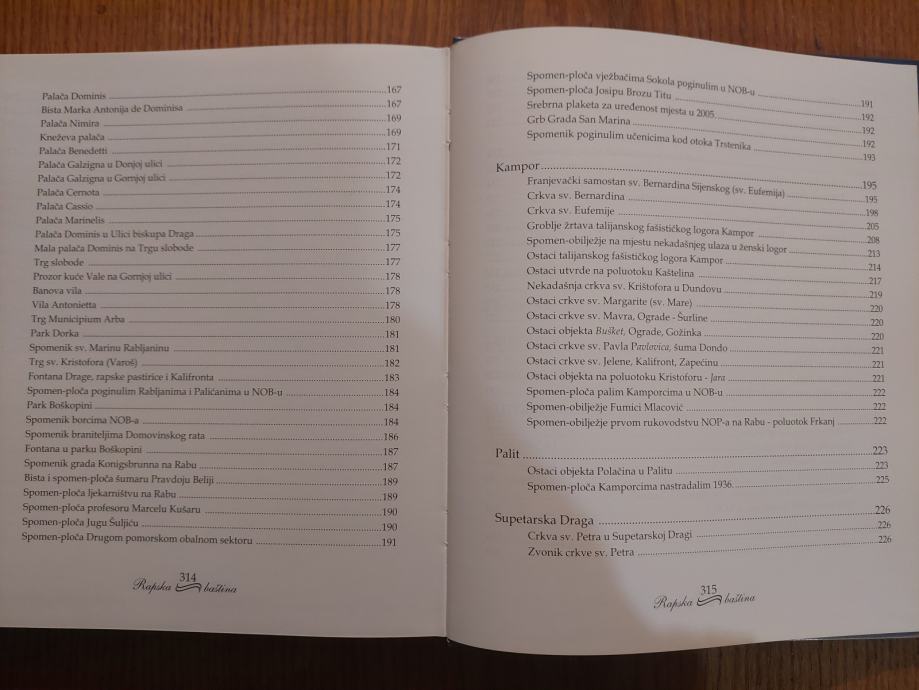 Palača Dominis 167
Bista Marka Antonija de Dominisa 167
Palača Nimira 169
Kneževa palača 169
Palača Benedetti 171
Palača Galzigna u Donjoj ulici 172
Palača Galzigna u Gornjoj ulici 172
Palača Cernota 174
Palača Cassio 174
Palača Marinelis 175
Palača Dominis u Ulici biskupa Draga 175
Mala palača Dominis na Trgu slobode 177
Trg slobode 177
Prozor kuće Vale na Gornjoj ulici 178
Banova vila 178
Vila Antonietta 178
Trg Municipium Arba 180
Park Dorka 181
Spomenik sv. Marinu Rabljaninu 181
Trg sv. Kristofora (Varoš) 182
Fontana Drage, rapske pastirice i Kalifronta 183
Spomen-ploča poginulim Rabljanima i Palićanima u NOB-u 184
Park Boškopini 184
Spomenik borcima NOB-a 184
Spomenik braniteljima Domovinskog rata 186
Fontana u parku Boškopini 187
Spomenik grada Konigsbrunna na Rabu 187
Bista i spomen-ploča šumaru Pravdoju Beliji 189
Spomen-ploča ljekarništvu na Rabu 189
Spomen-ploča profesoru Marcelu Kušaru 190
Spomen-ploča Jugu Šuljiću 190
Spomen-ploča Drugom pomorskom obalnom sektoru 191
314
Rapska baština
Spomen-ploča vježbačima Sokola poginulim u NOB-u 191
Spomen-ploča Josipu Brozu Titu 192
Srebrna plaketa za uređenost mjesta u 2005. 192
Grb Grada San Marina 192
Spomenik poginulim učenicima kod otoka Trstenika 193
Kampor 195
Franjevački samostan sv. Bernardina Sijenskog (sv. Eufemija) 195
Crkva sv. Bernardina 198
Crkva sv. Eufemije 205
Groblje žrtava talijanskog fašističkog logora Kampor 208
Spomen-obilježje na mjestu nekadašnjeg ulaza u ženski logor 213
Ostaci talijanskog fašističkog logora Kampor 214
Ostaci utvrde na poluotoku Kaštelina 217
Nekadašnja crkva sv. Krištofora u Dundovu 219
Ostaci crkve sv. Margarite (sv. Mare) 220
Ostaci crkve sv. Mavra, Ograde - Šurline 220
Ostaci objekta Bušket, Ograde, Gožinka 220
Ostaci crkve sv. Pavla Pavlovica, šuma Dondo 221
Ostaci crkve sv. Jelene, Kalifront, Zapečinu 221
Ostaci objekta na poluotoku Kristoforu - Jara 221
Spomen-ploča palim Kamporcima u NOB-u 222
Spomen-obilježje Fumici Mlacović 222
Spomen-obilježje prvom rukovodstvu NOP-a na Rabu - poluotok Frkanj 222
Palit 223
Ostaci objekta Polačina u Palitu 223
Spomen-ploča Kamporcima nastradalim 1936. 225
Supetarska Draga 226
Crkva sv. Petra u Supetarskoj Dragi 226
Zvonik crkve sv. Petra 226
315
Rapska baština